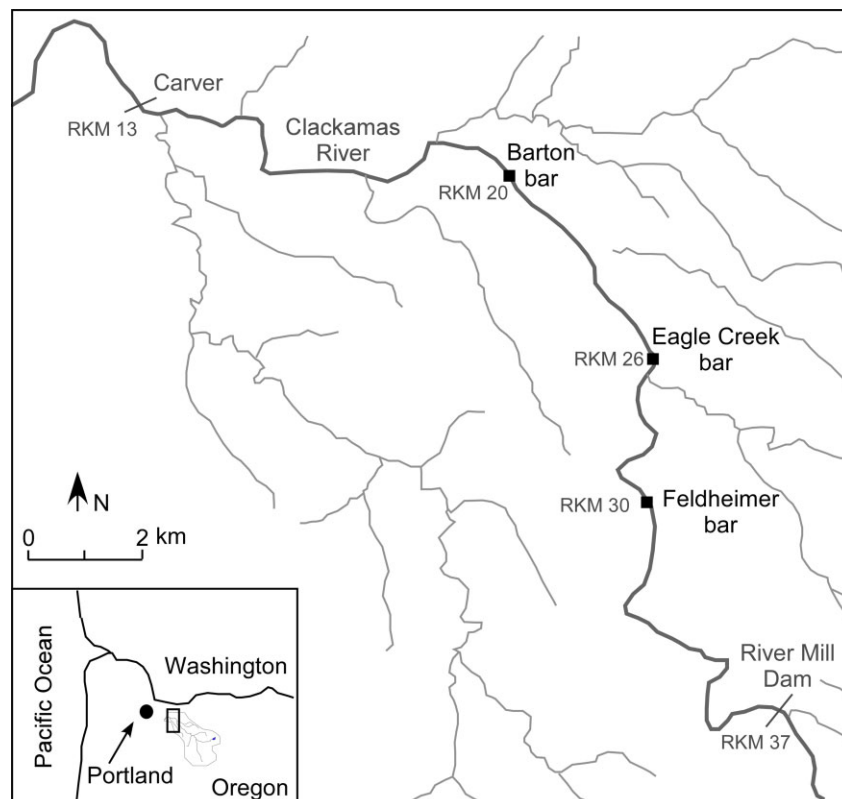 Carver
RKM 13
Clackamas
River
Barton
bar
RKM 20
Eagle Creek
bar
RKM 26
N
0 2 km
RKM 30
Feldheimer
bar
River Mill
Dam
RKM 37
Pacific Ocean
Washington
Portland
Oregon